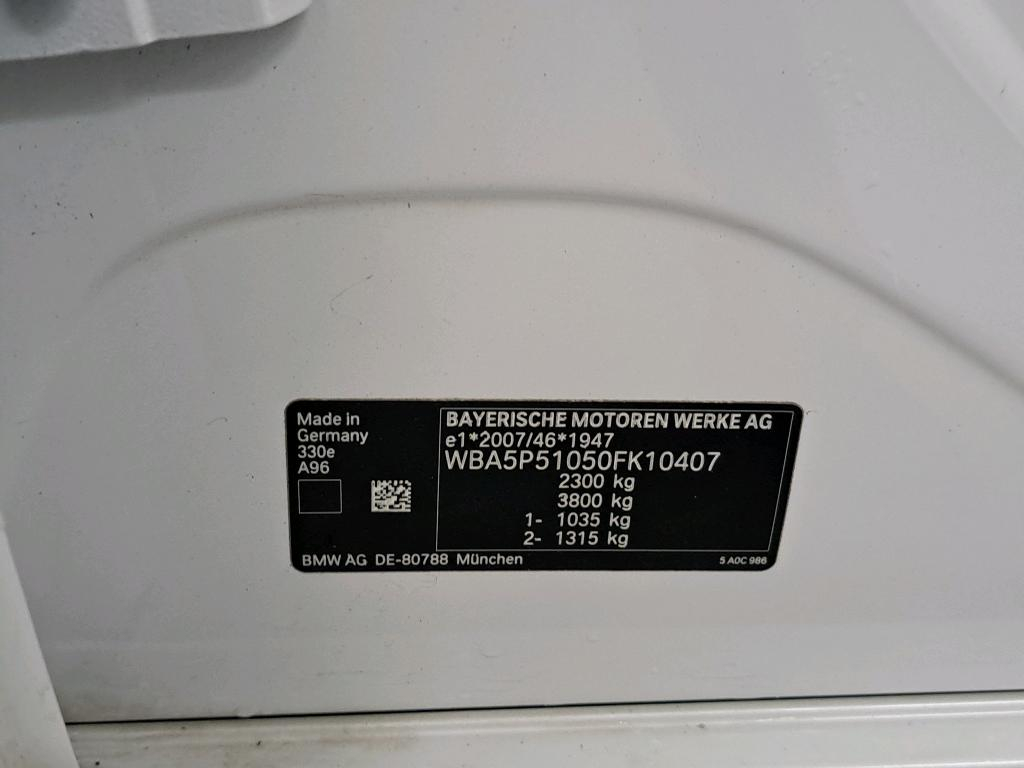 Made in
Germany
330e
A96
BAYERISCHE MOTOREN WERKE AG
e1*2007/46*1947
WBA5P51050FK10407
2300 kg
3800 kg
1- 1035 kg
2- 1315 kg
BMW AG DE-80788 München
5 A0C 986